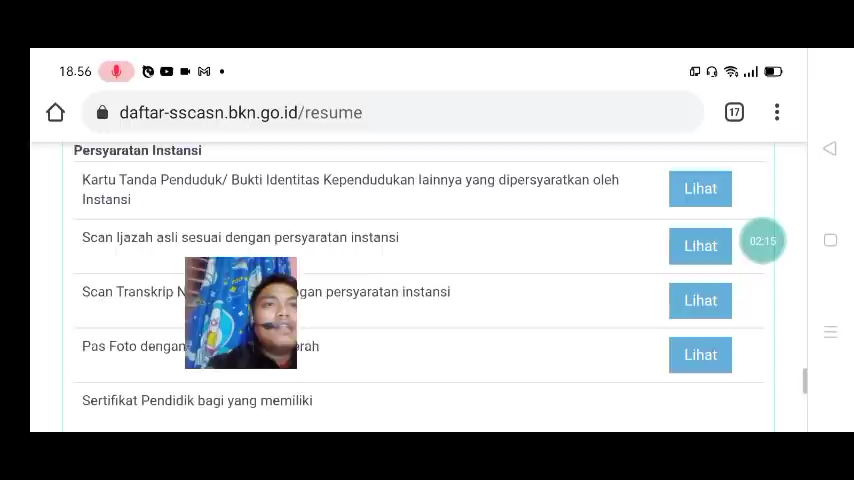 18.56
daftar-sscasn.bkn.go.id/resume
17
Persyaratan Instansi
Kartu Tanda Penduduk/ Bukti Identitas Kependudukan lainnya yang dipersyaratkan oleh
Instansi
Lihat
Scan Ijazah asli sesuai dengan persyaratan instansi
Lihat
02:15
Scan Transkrip persyaratan instansi
Lihat
Pas Foto dengan
Lihat
Sertifikat Pendidik bagi yang memiliki